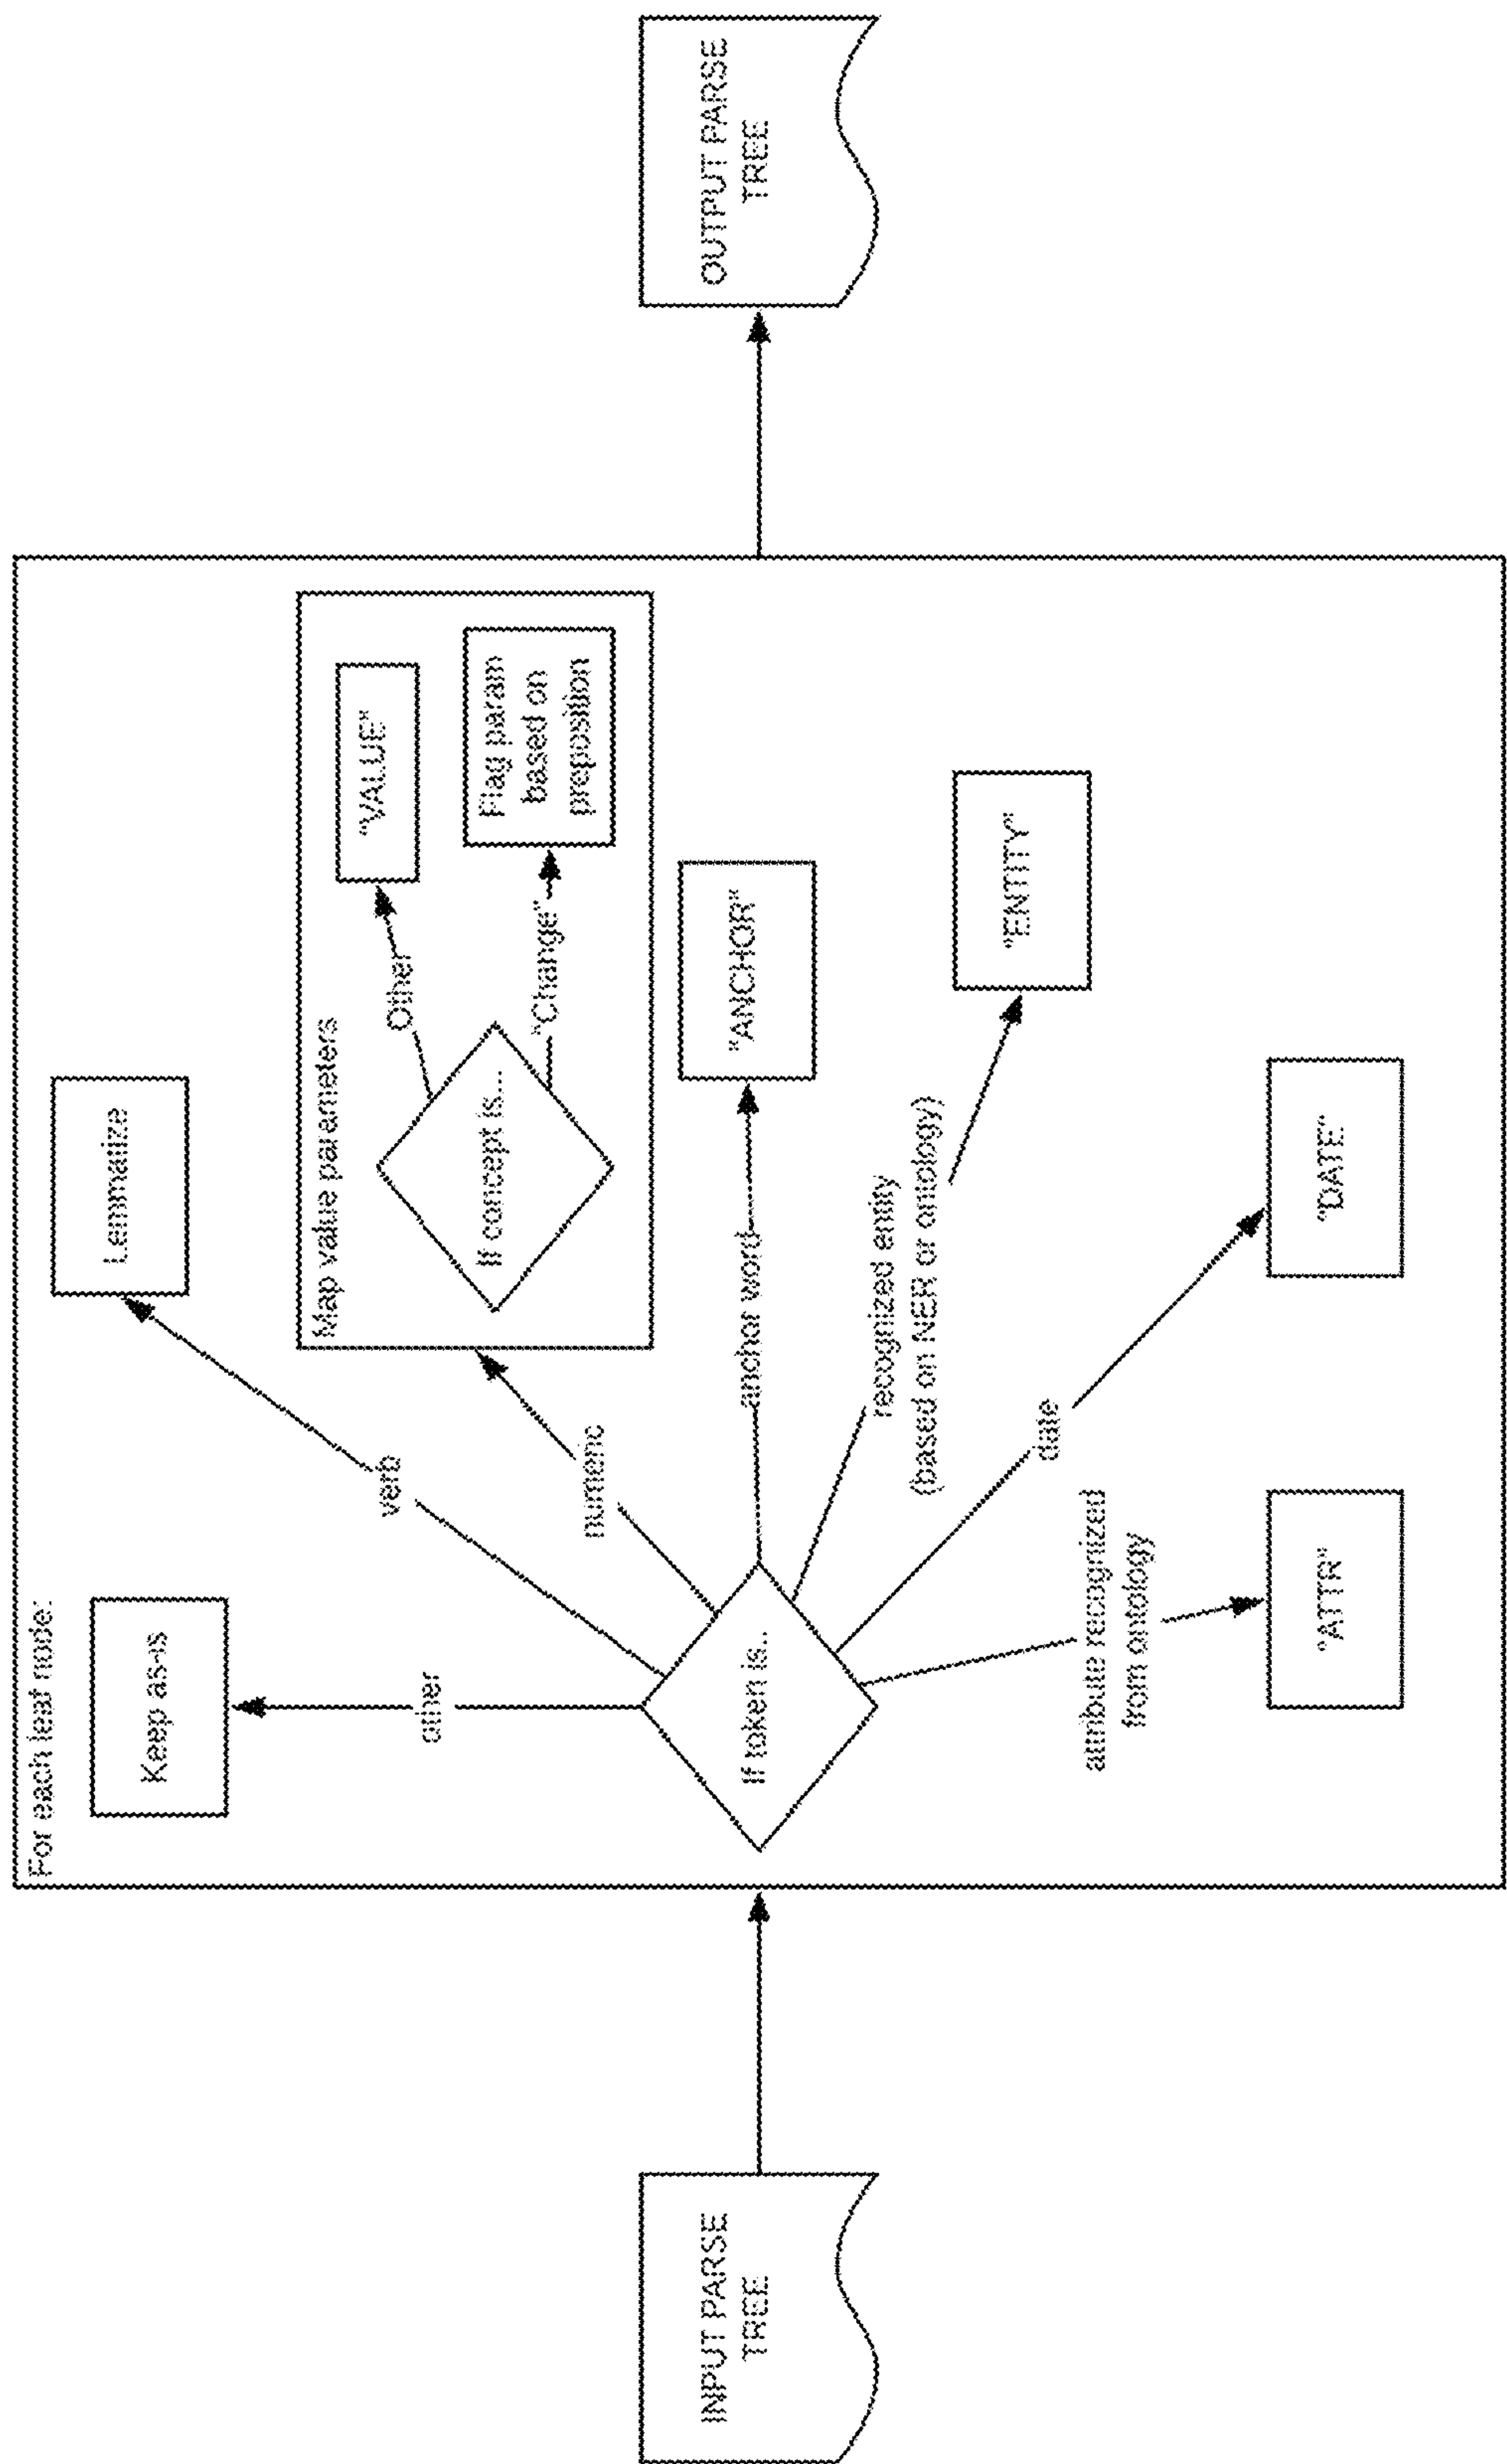 INPUT PARSE
TREE
For each leaf node:
Keep as-is
other
If token is..
attribute recognized
from ontology
"ATTR"
verb
Lemmatize
numeric
Map value parameters
If concept is...
Other
"VALUE"
"Change"
Flag param
based on
preposition
anchor word
"ANCHOR"
recognized entity
(based on NER or ontology)
"ENTITY"
date
"DATE"
OUTPUT PARSE
TREE